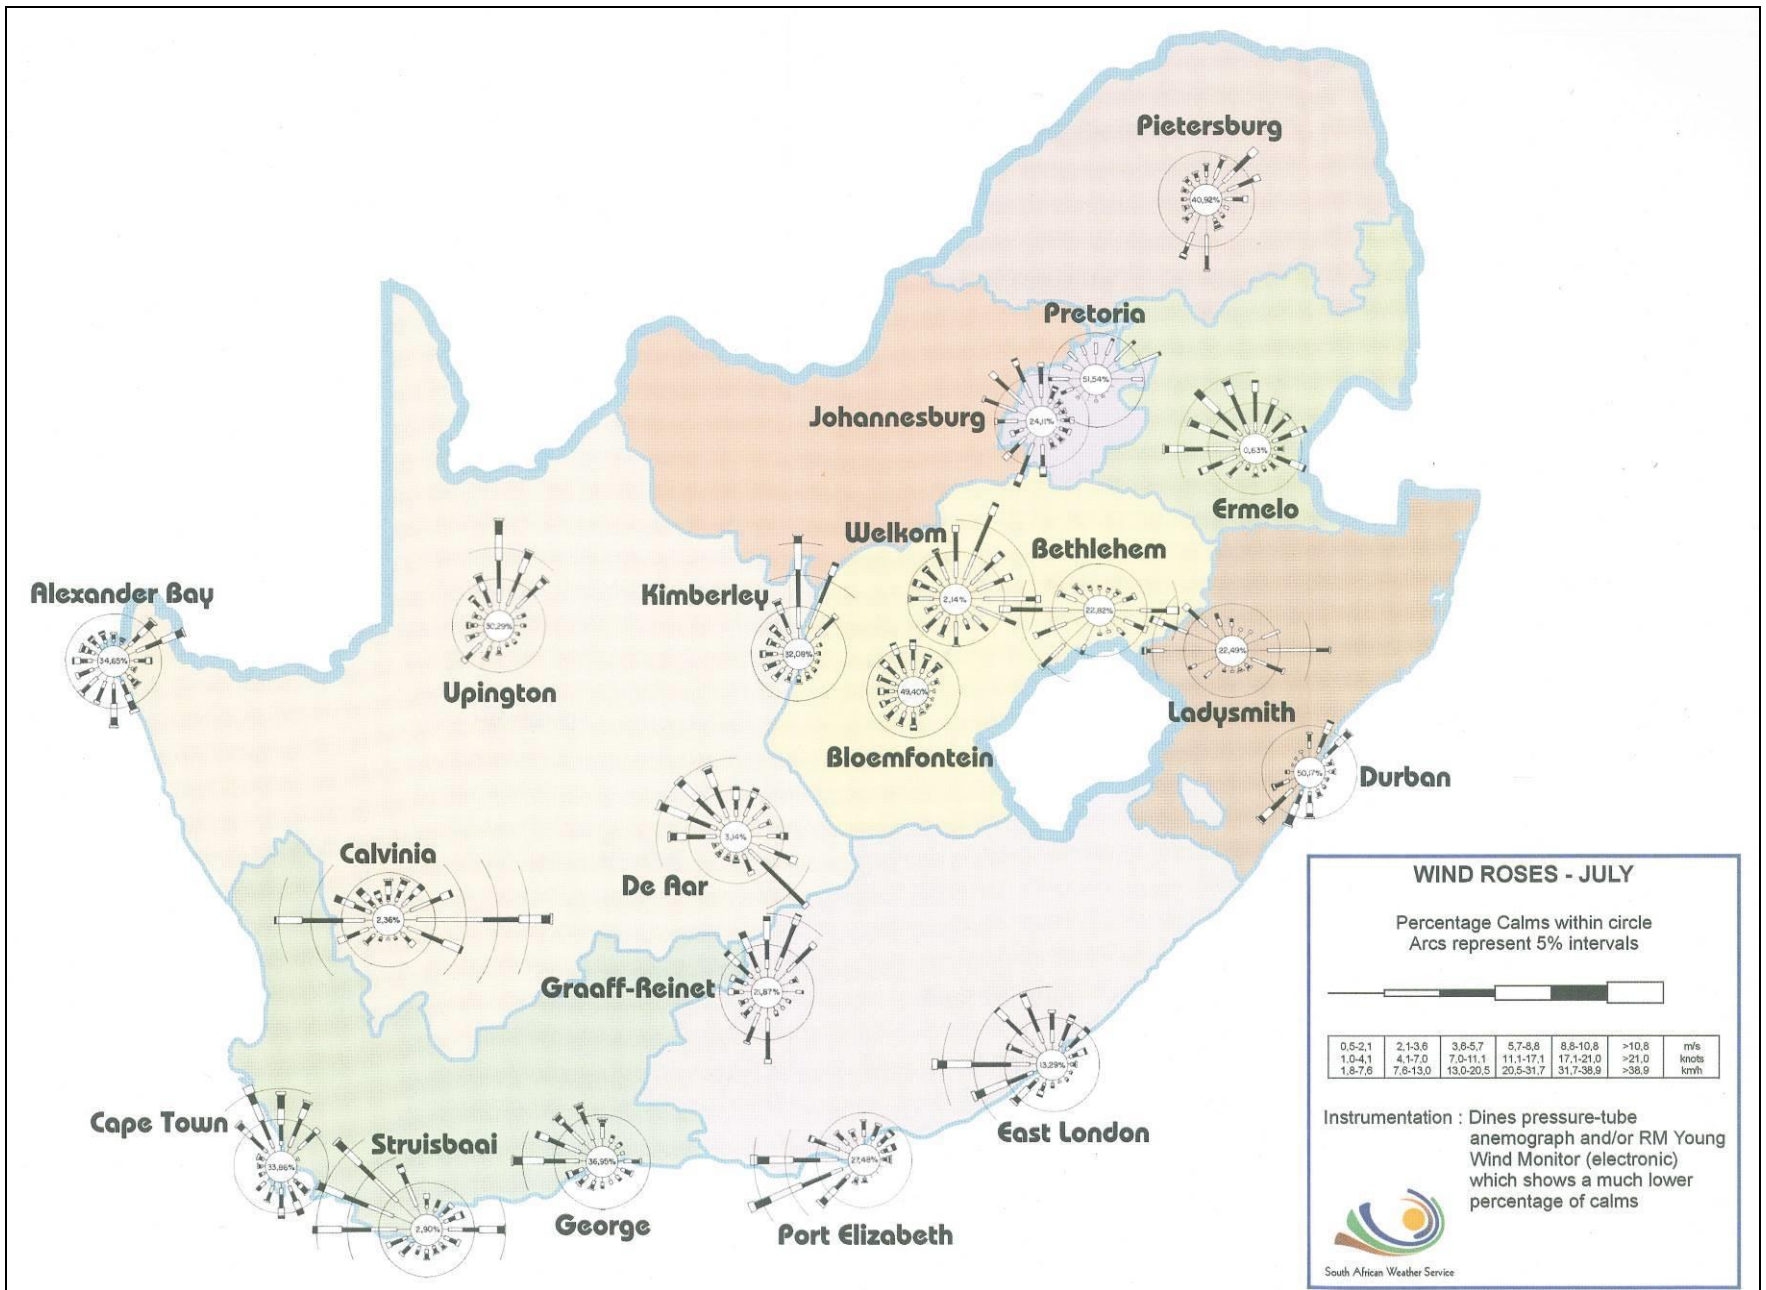 Pietersburg
40,92%
Pretoria
51,54%
Johannesburg
24,11%
0,63%
Ermelo
Welkom
2,14%
Bethlehem
22,82%
Alexander Bay
34,65%
Upington
30,29%
Kimberley
32,08%
Bloemfontein
49,40%
Ladysmith
22,49%
Durban
50,17%
De Aar
3,14%
Calvinia
2,36%
Graaff-Reinet
21,87%
East London
13,29%
Cape Town
33,86%
Struisbaai
2,90%
George
36,95%
Port Elizabeth
27,48%
WIND ROSES - JULY
Percentage Calms within circle
Arcs represent 5% intervals
0,5-2,1 2,1-3,6 3,6-5,7 5,7-8,8 8,8-10,8 >10,8 m/s
1,0-4,1 4,1-7,0 7,0-11,1 11,1-17,1 17,1-21,0 >21,0 knots
1,8-7,6 7,6-13,0 13,0-20,5 20,5-31,7 31,7-38,9 >38,9 km/h
Instrumentation : Dines pressure-tube
anemograph and/or RM Young
Wind Monitor (electronic)
which shows a much lower
percentage of calms
South African Weather Service